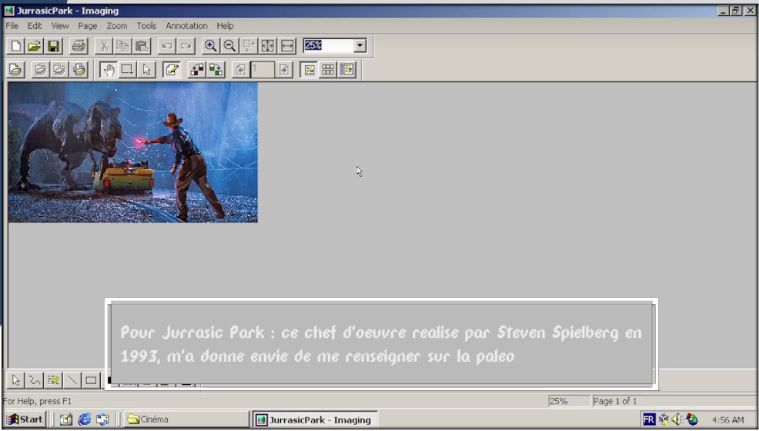 JurrasicPark - Imaging
File Edit View Page Zoom Tools Annotation Help
25%
1
Pour Jurrasic Park : ce chef d'oeuvre realise par Steven Spielberg en
1993, m'a donne envie de me renseigner sur la paleo
For Help, press F1
25%
Page 1 of 1
Start
Cinéma
JurrasicPark - Imaging
FR
4:56 AM